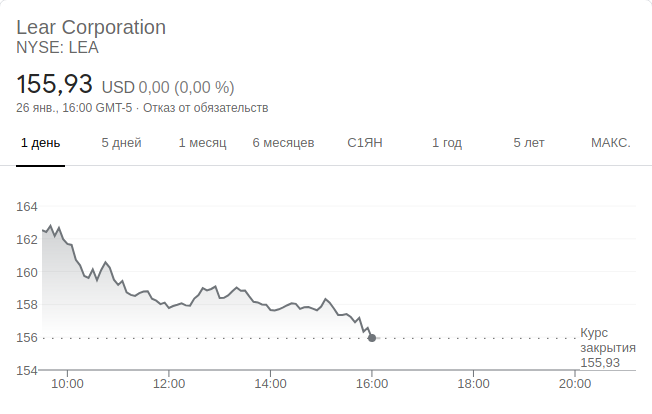 Lear Corporation
NYSE: LEA
155,93 USD 0,00 (0,00 %)
26 янв., 16:00 GMT-5 · Отказ от обязательств
1 день 5 дней 1 месяц 6 месяцев С1ЯН 1 год 5 лет МАКС.
164
162
160
158
156
154
Курс
закрытия
155,93
10:00 12:00 14:00 16:00 18:00 20:00